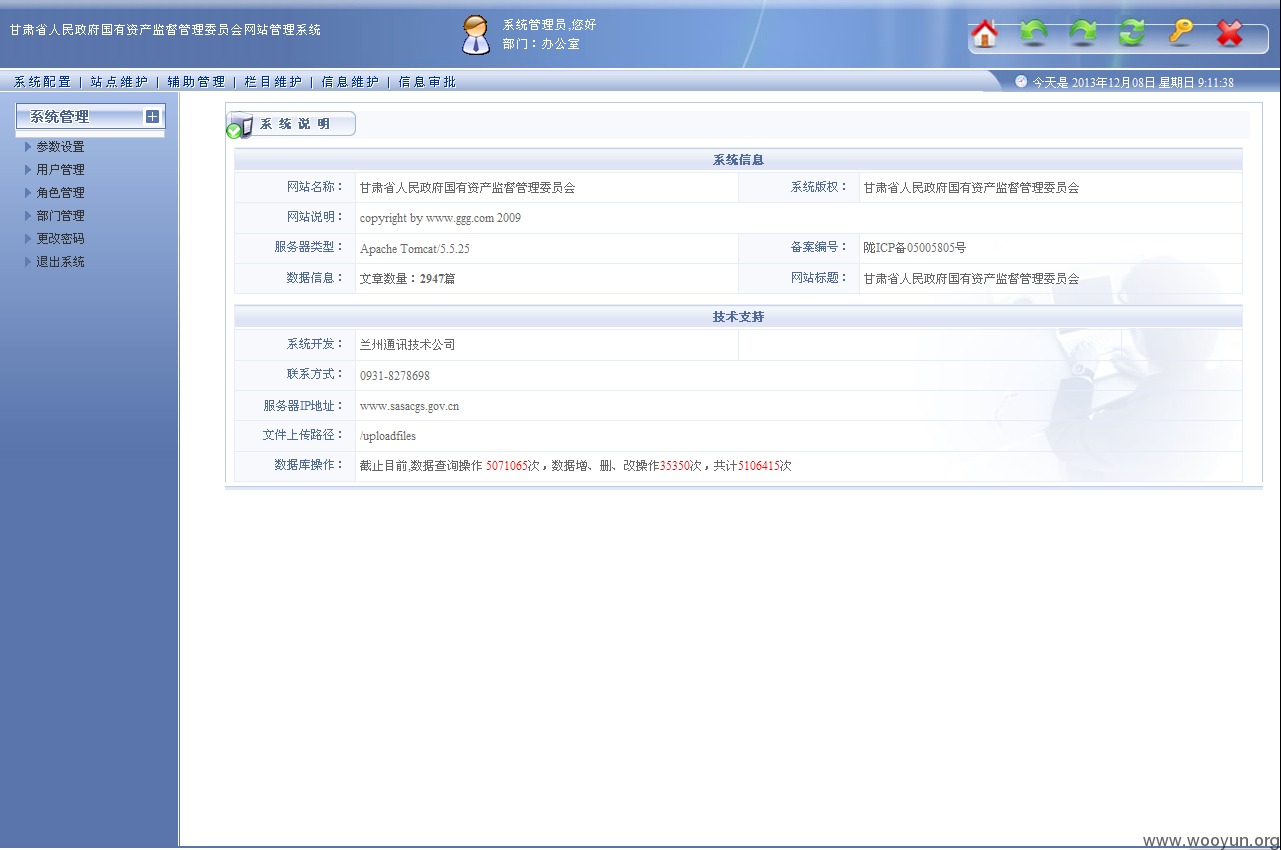 甘肃省人民政府国有资产监督管理委员会网站管理系统
系统管理员,您好
部门：办公室
系统配置 | 站点维护 | 辅助管理 | 栏目维护 | 信息维护 | 信息审批
今天是 2013年12月08日 星期日 9:11:38
系统管理
参数设置
用户管理
角色管理
部门管理
更改密码
退出系统
系统说明
系统信息
网站名称： 甘肃省人民政府国有资产监督管理委员会 系统版权： 甘肃省人民政府国有资产监督管理委员会
网站说明： copyright by www.ggg.com 2009
服务器类型： Apache Tomcat/5.5.25 备案编号： 陇ICP备05005805号
数据信息： 文章数量：2947篇 网站标题： 甘肃省人民政府国有资产监督管理委员会
技术支持
系统开发： 兰州通讯技术公司
联系方式： 0931-8278698
服务器IP地址： www.sasacgs.gov.cn
文件上传路径： /uploadfiles
数据库操作： 截止目前,数据查询操作 5071065次，数据增、删、改操作35350次，共计5106415次
www.wooyun.org